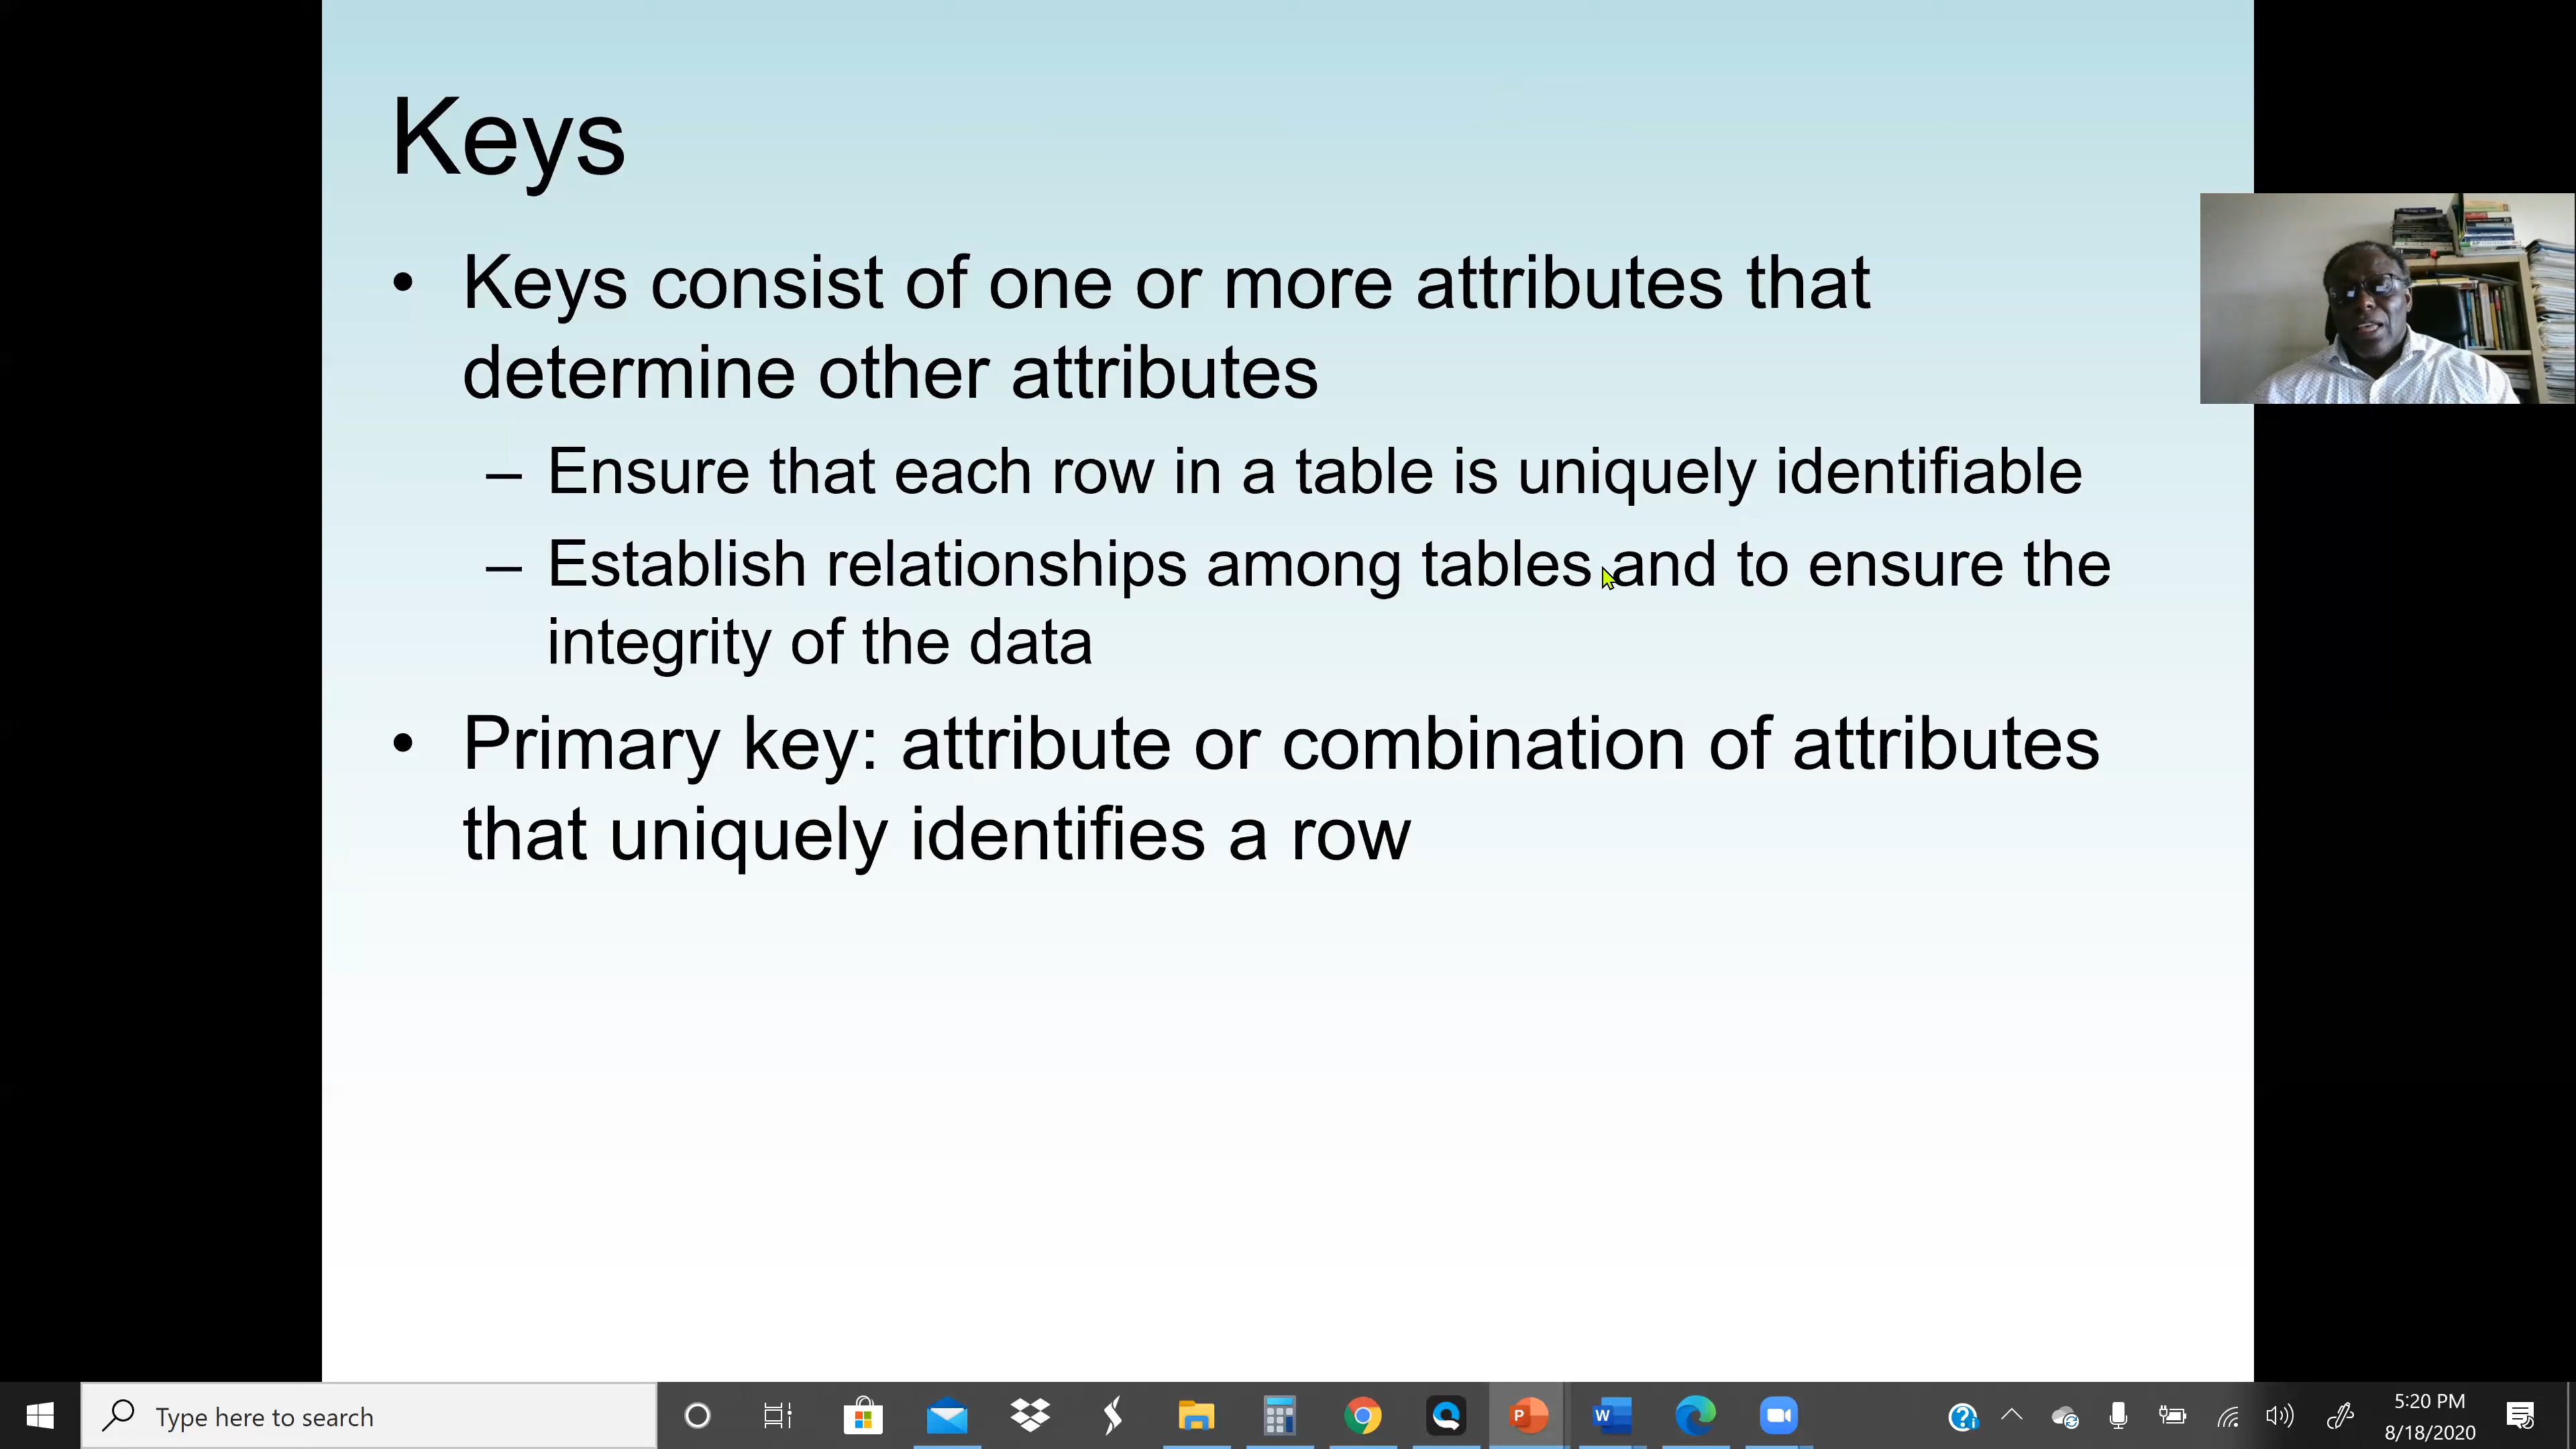 Keys
• Keys consist of one or more attributes that
determine other attributes
– Ensure that each row in a table is uniquely identifiable
– Establish relationships among tables and to ensure the
integrity of the data
• Primary key: attribute or combination of attributes
that uniquely identifies a row
Type here to search
5:20 PM
8/18/2020